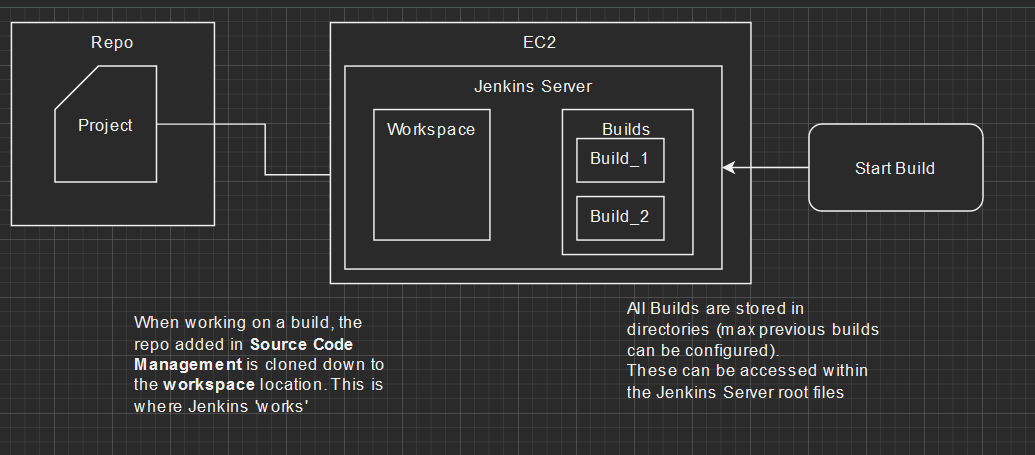 Repo
EC2
Jenkins Server
Project
Workspace
Builds
Build_1
Build_2
Start Build
When working on a build, the
repo added in Source Code
Management is cloned down to
the workspace location. This is
where Jenkins 'works'
All Builds are stored in
directories (max previous builds
can be configured).
These can be accessed within
the Jenkins Server root files